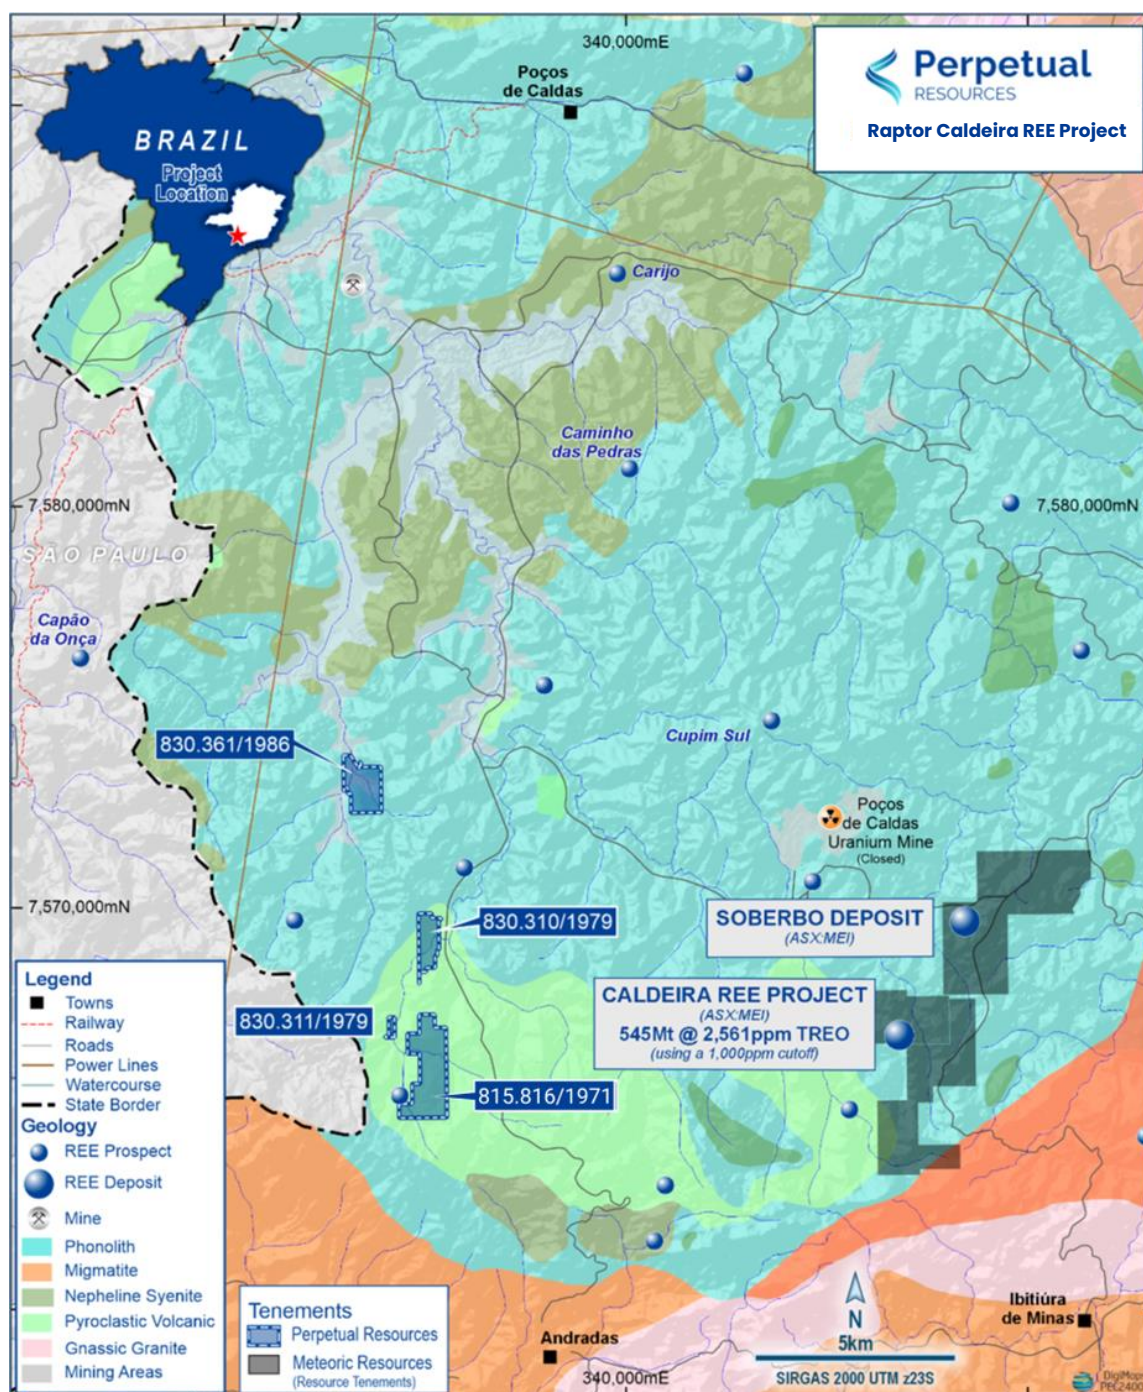 340,000mE
Perpetual
RESOURCES
Raptor Caldeira REE Project
Poços
de Caldas
BRAZIL
Project
Location
Carijo
Caminho
das Pedras
7,580,000mN
7,580,000mN
SÃO PAULO
Capão
da Onça
830.361/1986
Cupim Sul
Poços
de Caldas
Uranium Mine
(Closed)
7,570,000mN
830.310/1979
SOBERBO DEPOSIT
(ASX:MEI)
CALDEIRA REE PROJECT
(ASX:MEI)
545Mt @ 2,561ppm TREO
(using a 1,000ppm cutoff)
830.311/1979
815.816/1971
Legend
Towns
Railway
Roads
Power Lines
Watercourse
State Border
Geology
REE Prospect
REE Deposit
Mine
Phonolith
Migmatite
Nepheline Syenite
Pyroclastic Volcanic
Gnassic Granite
Mining Areas
Tenements
Perpetual Resources
Meteoric Resources
(Resource Tenements)
Andradas
Ibitiúra
de Minas
N
5km
SIRGAS 2000 UTM z23S
340,000mE